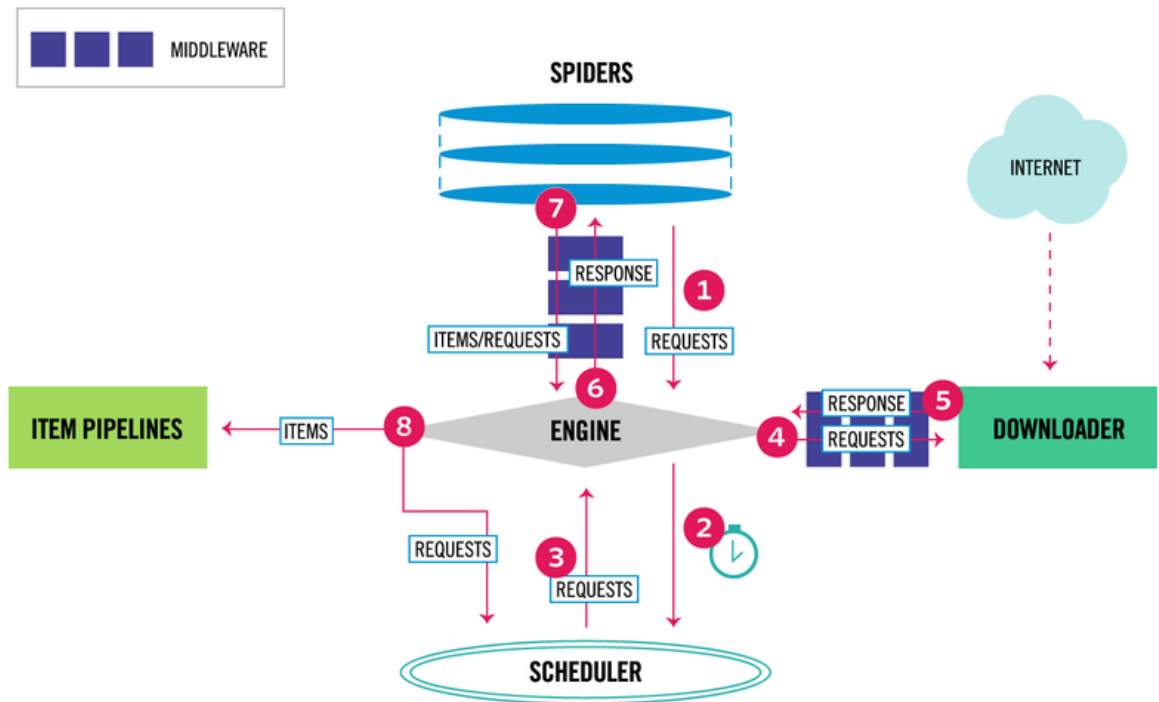 MIDDLEWARE
SPIDERS
INTERNET
7
RESPONSE
1
ITEMS/REQUESTS
REQUESTS
6
RESPONSE
5
ITEM PIPELINES
ITEMS
8
ENGINE
4
REQUESTS
DOWNLOADER
2
REQUESTS
3
REQUESTS
SCHEDULER